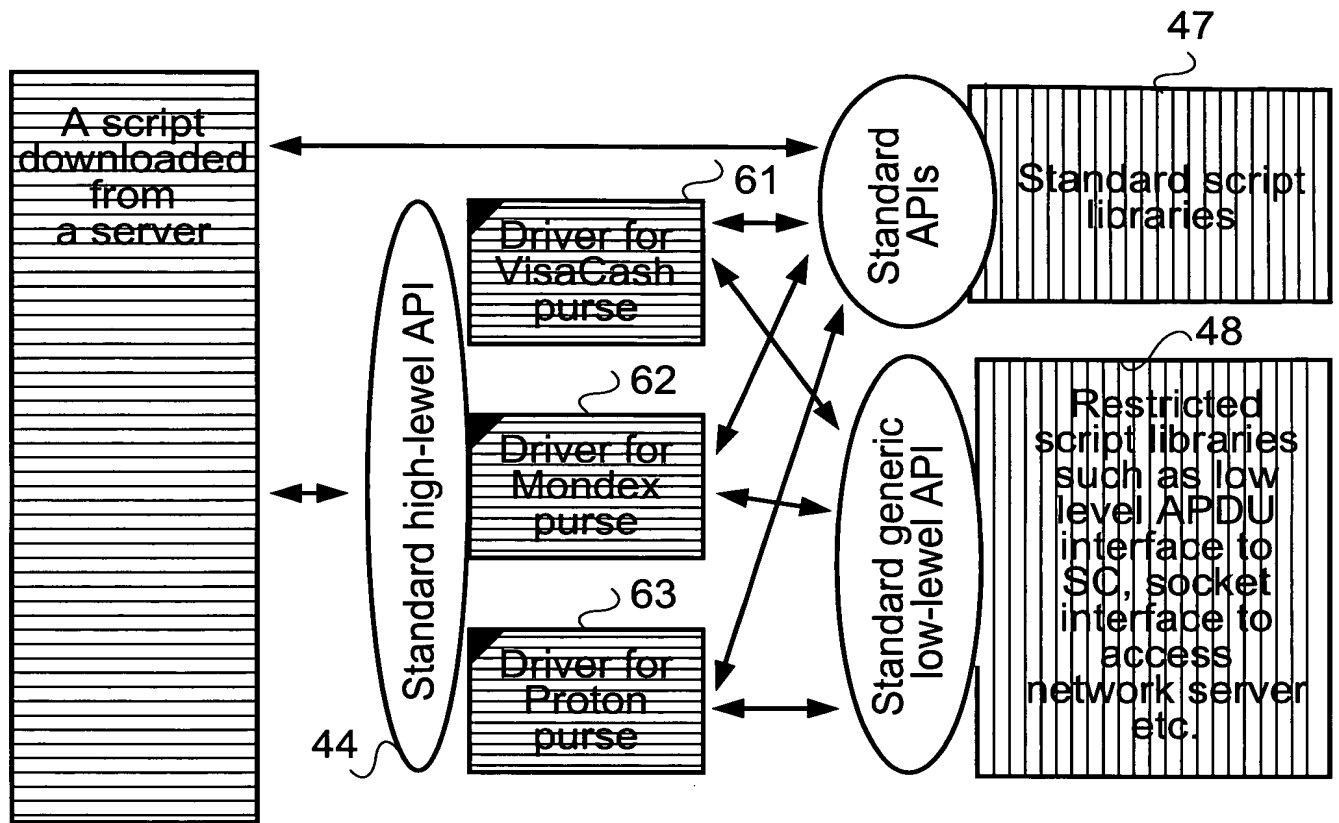 47
A script
downloaded
from
a server
Standard
APIs
Standard script
libraries
61
Driver for
VisaCash
purse
Standard high-lewel API
44
62
Driver for
Mondex
purse
63
Driver for
Proton
purse
Standard generic
low-lewel API
48
Restricted
script libraries
such as low
level APDU
interface to
SC, socket
interface to
access
network server
etc.